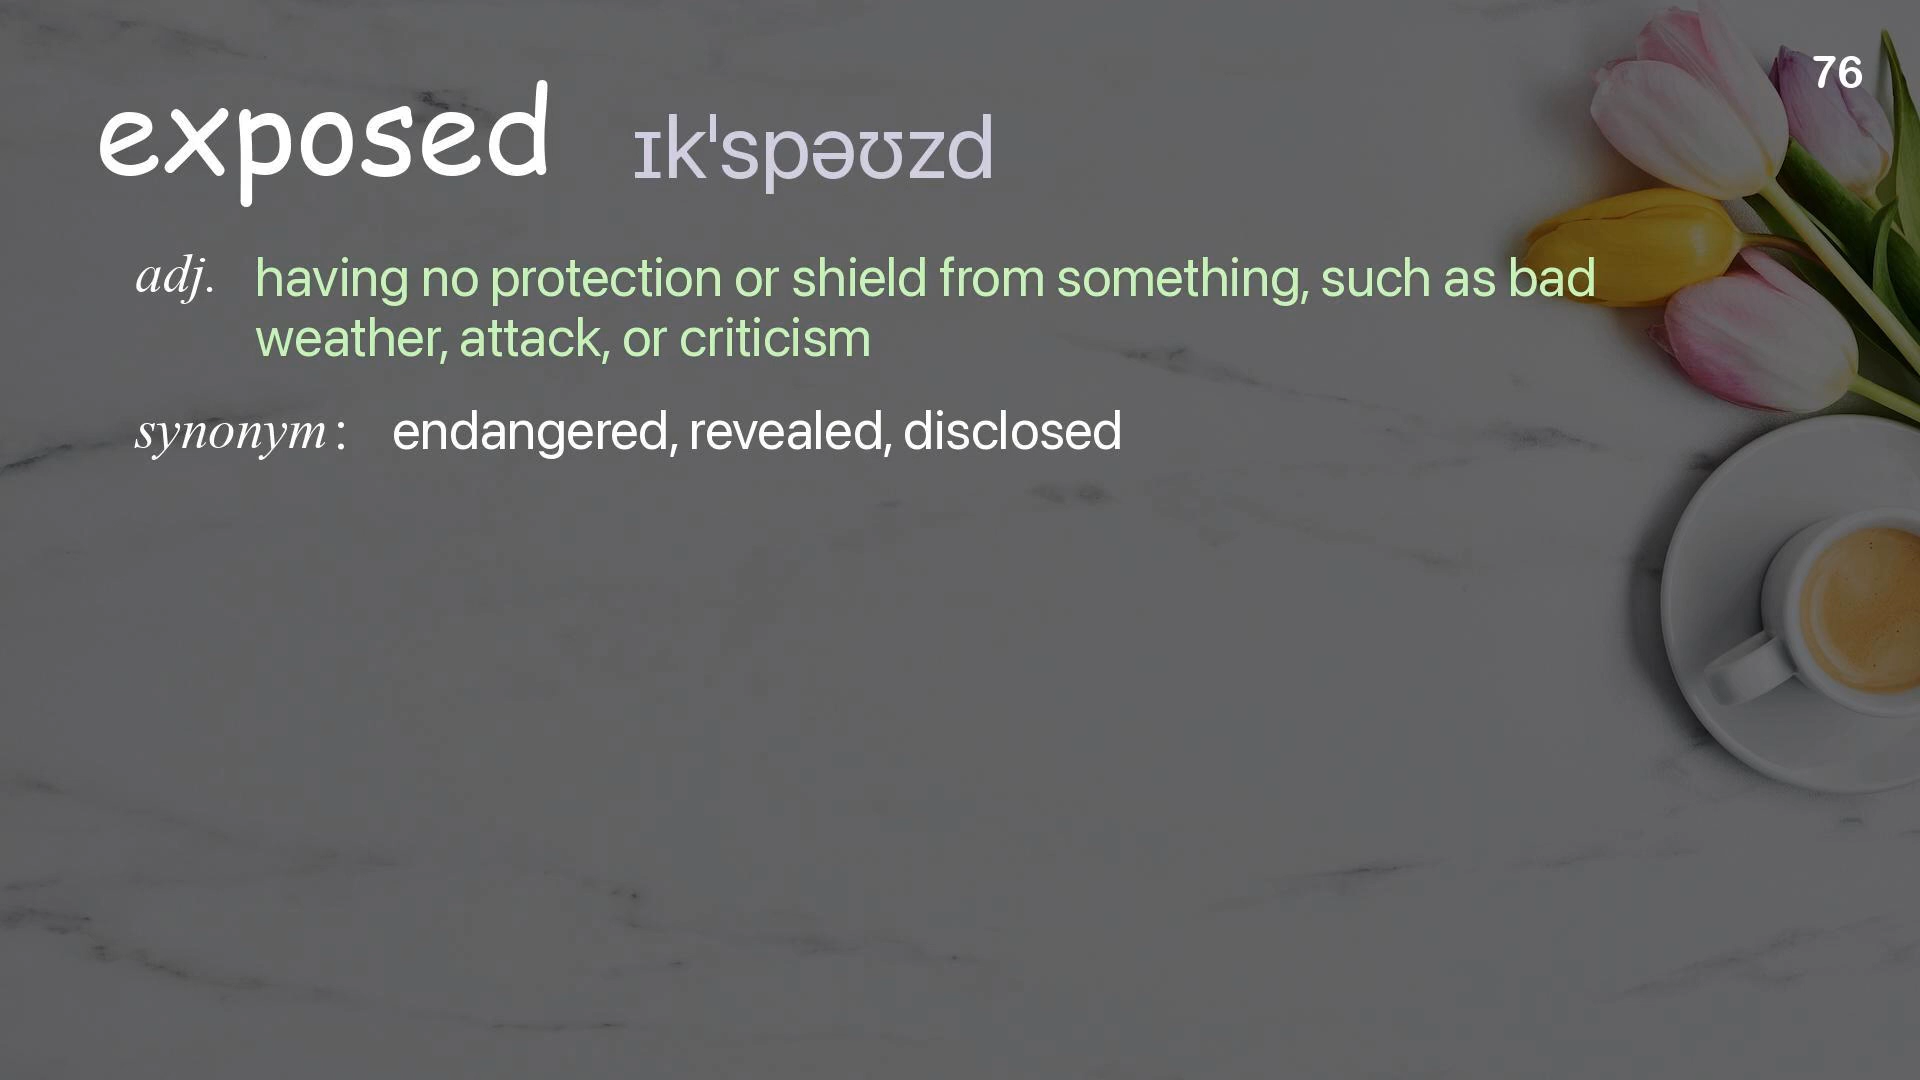 76
exposed ɪkˈspəʊzd
adj. having no protection or shield from something, such as bad
weather, attack, or criticism
synonym : endangered, revealed, disclosed